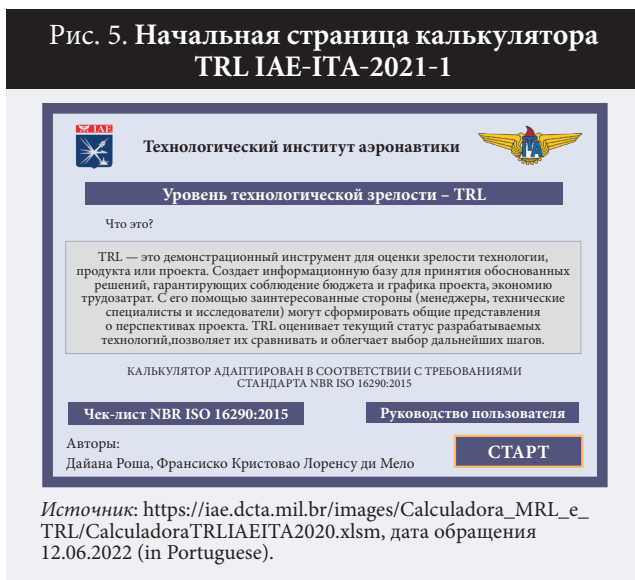 Рис. 5. Начальная страница калькулятора
TRL IAE-ITA-2021-1
IAE
Технологический институт аэронавтики
ITA
Уровень технологической зрелости – TRL
Что это?
TRL — это демонстрационный инструмент для оценки зрелости технологии,
продукта или проекта. Создает информационную базу для принятия обоснованных
решений, гарантирующих соблюдение бюджета и графика проекта, экономию
трудозатрат. С его помощью заинтересованные стороны (менеджеры, технические
специалисты и исследователи) могут сформировать общие представления
о перспективах проекта. TRL оценивает текущий статус разрабатываемых
технологий,позволяет их сравнивать и облегчает выбор дальнейших шагов.
КАЛЬКУЛЯТОР АДАПТИРОВАН В СООТВЕТСТВИИ С ТРЕБОВАНИЯМИ
СТАНДАРТА NBR ISO 16290:2015
Чек-лист NBR ISO 16290:2015
Руководство пользователя
Авторы:
Дайана Роша, Франсиско Кристовао Лоренсу ди Мело
СТАРТ
Источник: https://iae.dcta.mil.br/images/Calculadora_MRL_e_
TRL/CalculadoraTRLIAEITA2020.xlsm, дата обращения
12.06.2022 (in Portuguese).